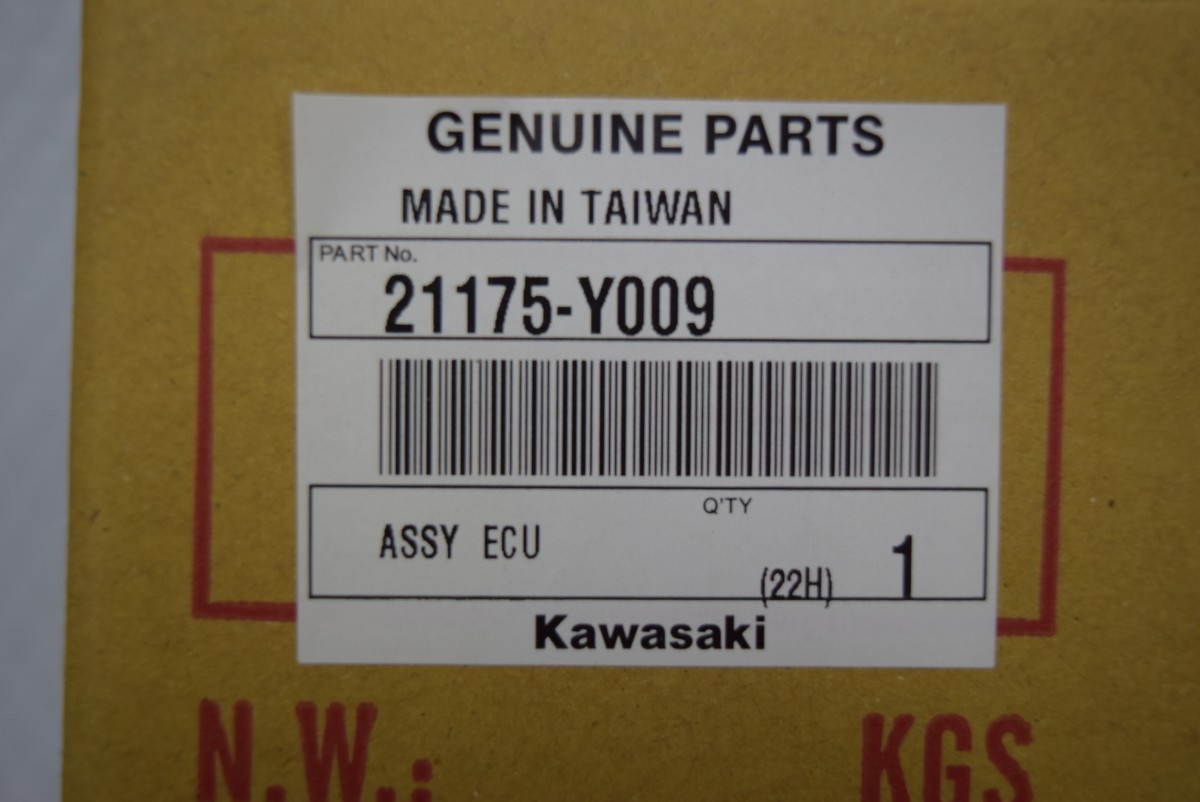 GENUINE PARTS
MADE IN TAIWAN
PART No.
21175-Y009
Q'TY
ASSY ECU
(22H) 1
Kawasaki
N.W.: KGS